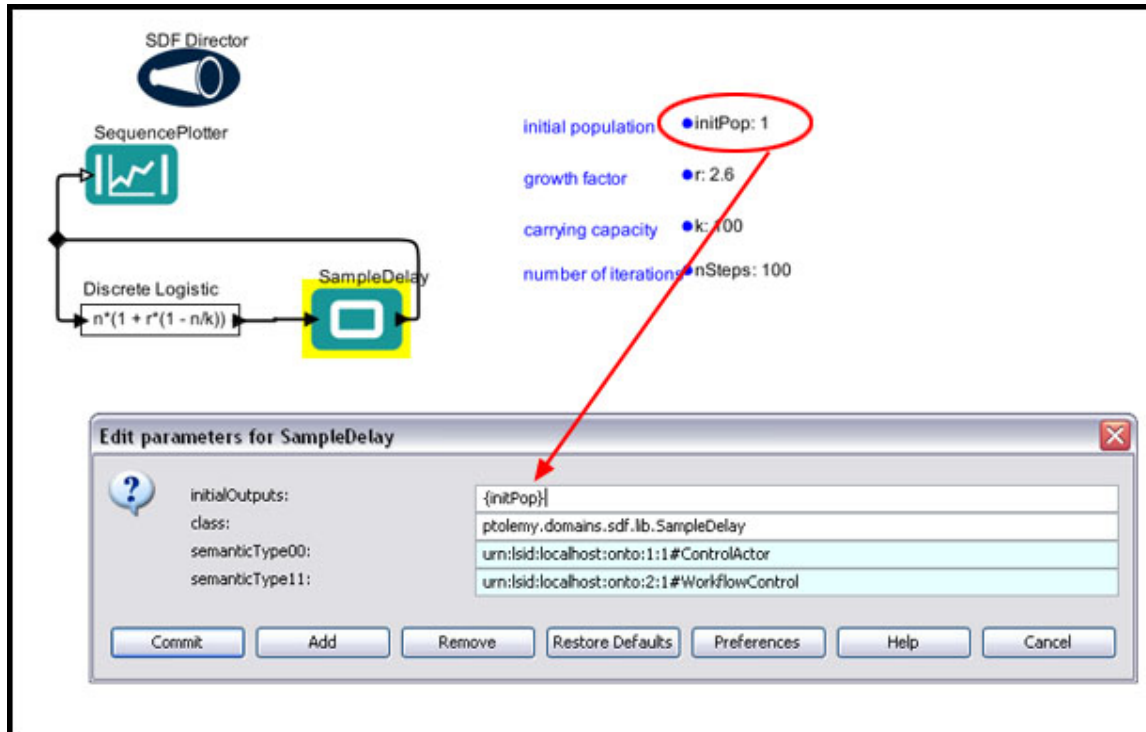 SDF Director
SequencePlotter
initial population
initPop: 1
growth factor
r: 2.6
carrying capacity
k: 100
number of iterations
nSteps: 100
SampleDelay
Discrete Logistic
n*(1 + r*(1 - n/k))
Edit parameters for SampleDelay
?
initialOutputs:
{initPop}
class:
ptolemy.domains.sdf.lib.SampleDelay
semanticType00:
urn:lsid:localhost:onto:1:1#ControlActor
semanticType11:
urn:lsid:localhost:onto:2:1#WorkflowControl
Commit
Add
Remove
Restore Defaults
Preferences
Help
Cancel